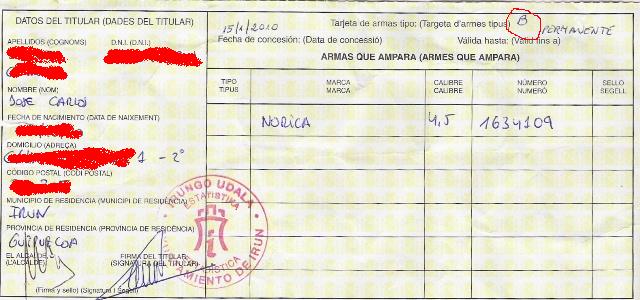 DATOS DEL TITULAR (DADES DEL TITULAR)
APELLIDOS (COGNOMS) D.N.I. (D.N.I.)
NOMBRE (NOM)
JOSE CARLOS
FECHA DE NACIMIENTO (DATA DE NAIXEMENT)
DOMICILIO (ADREÇA)
1 - 2º
CÓDIGO POSTAL (CODI POSTAL)
MUNICIPIO DE RESIDENCIA (MUNICIPI DE RESIDÈNCIA)
IRUN
PROVINCIA DE RESIDENCIA (PROVÍNCIA DE RESIDÈNCIA)
GUIPUZCOA
EL ALCALDE (L'ALCALDE) FIRMA DEL TITULAR (SIGNATURA DEL TITULAR)
(Firma y sello) (Signatura i Segell)
15/1/2010 Tarjeta de armas tipo: (Targeta d'armes tipus) B PERMANENTE
Fecha de concesión: (Data de concessió) Válida hasta: (Vàlid fins a)
ARMAS QUE AMPARA (ARMES QUE AMPARA)
TIPO MARCA CALIBRE NÚMERO SELLO
TIPUS MARCA CALIBRE NÚMERO SEGELL
NORICA 4,5 1634109
IRUNGO UDALA
ESTATISTIKA
ESTADÍSTICA
AYUNTAMIENTO DE IRUN